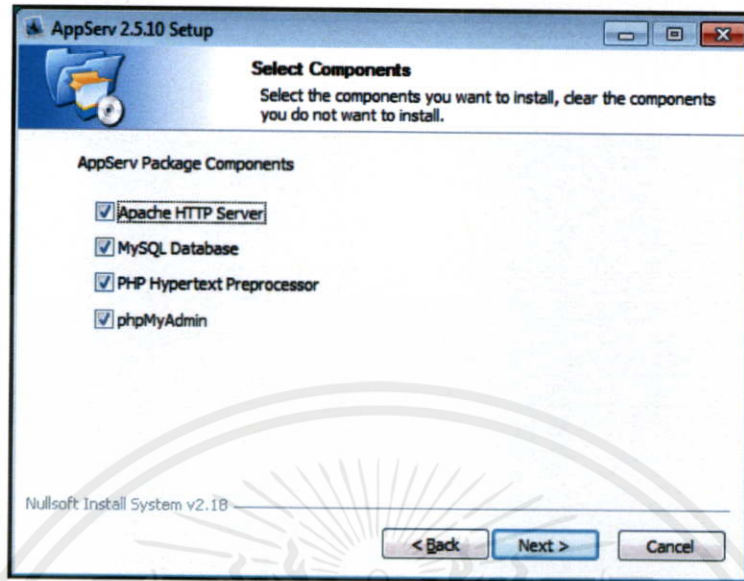 AppServ 2.5.10 Setup
Select Components
Select the components you want to install, clear the components
you do not want to install.
AppServ Package Components
Apache HTTP Server
MySQL Database
PHP Hypertext Preprocessor
phpMyAdmin
Nullsoft Install System v2.18
< Back Next > Cancel